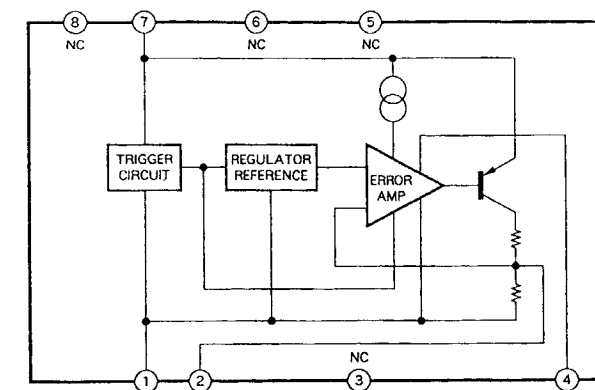 8 7 6 5
NC NC NC
TRIGGER
CIRCUIT
REGULATOR
REFERENCE
ERROR
AMP
NC
1 2 3 4